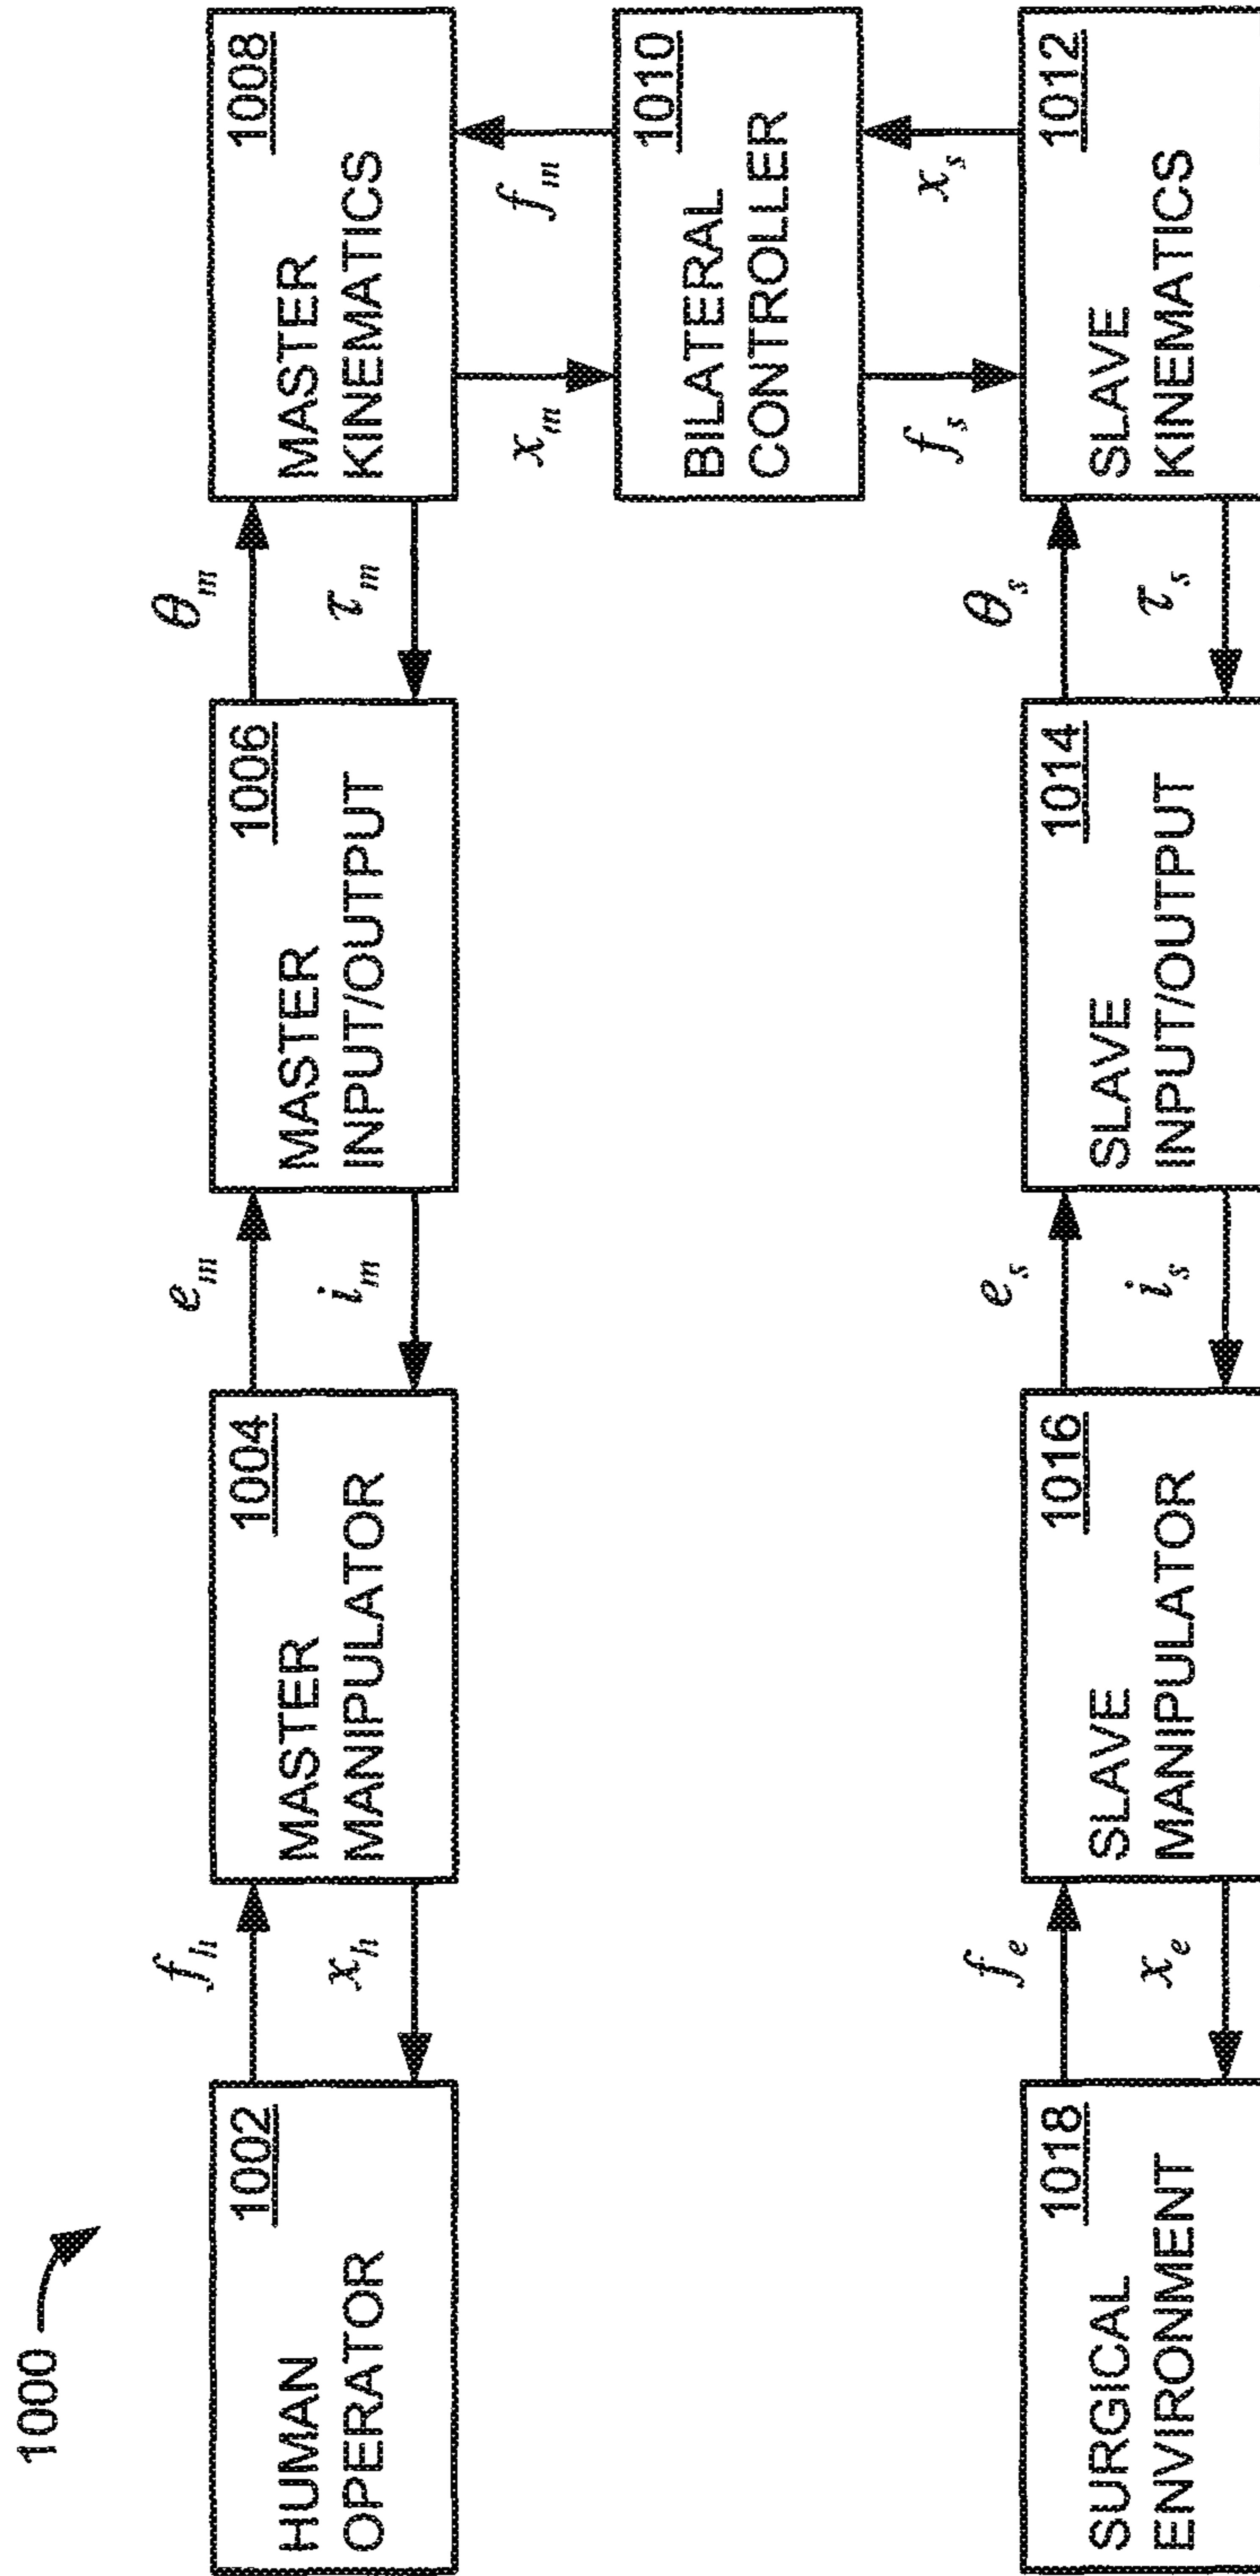 1000
HUMAN
OPERATOR
1002
f_h
x_h
MASTER
MANIPULATOR
1004
e_m
i_m
MASTER
INPUT/OUTPUT
1006
θ_m
τ_m
MASTER
KINEMATICS
1008
x_m
f_m
BILATERAL
CONTROLLER
1010
f_s
x_s
SURGICAL
ENVIRONMENT
1018
f_e
x_e
SLAVE
MANIPULATOR
1016
e_s
i_s
SLAVE
INPUT/OUTPUT
1014
θ_s
τ_s
SLAVE
KINEMATICS
1012